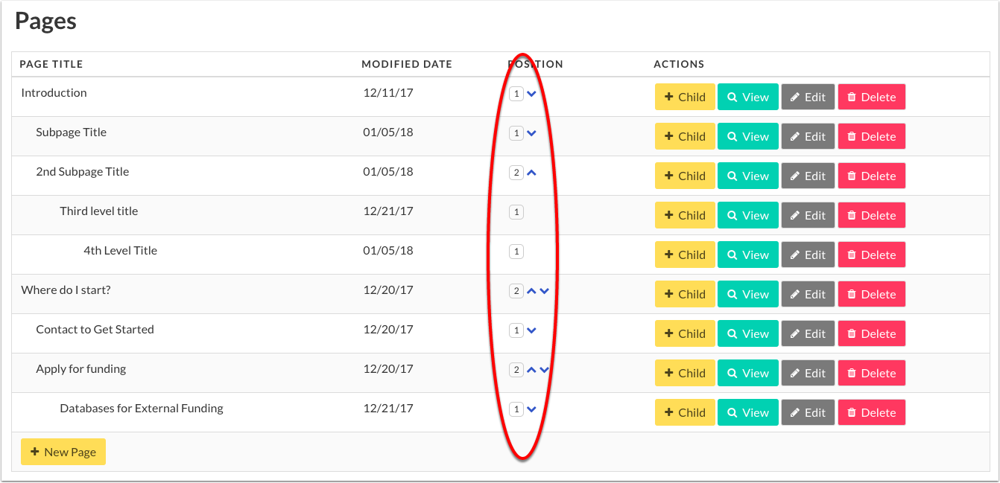 Pages
PAGE TITLE MODIFIED DATE POSITION ACTIONS
Introduction 12/11/17 1 Child View Edit Delete
Subpage Title 01/05/18 1 Child View Edit Delete
2nd Subpage Title 01/05/18 2 Child View Edit Delete
Third level title 12/21/17 1 Child View Edit Delete
4th Level Title 01/05/18 1 Child View Edit Delete
Where do I start? 12/20/17 2 Child View Edit Delete
Contact to Get Started 12/20/17 1 Child View Edit Delete
Apply for funding 12/20/17 2 Child View Edit Delete
Databases for External Funding 12/21/17 1 Child View Edit Delete
New Page